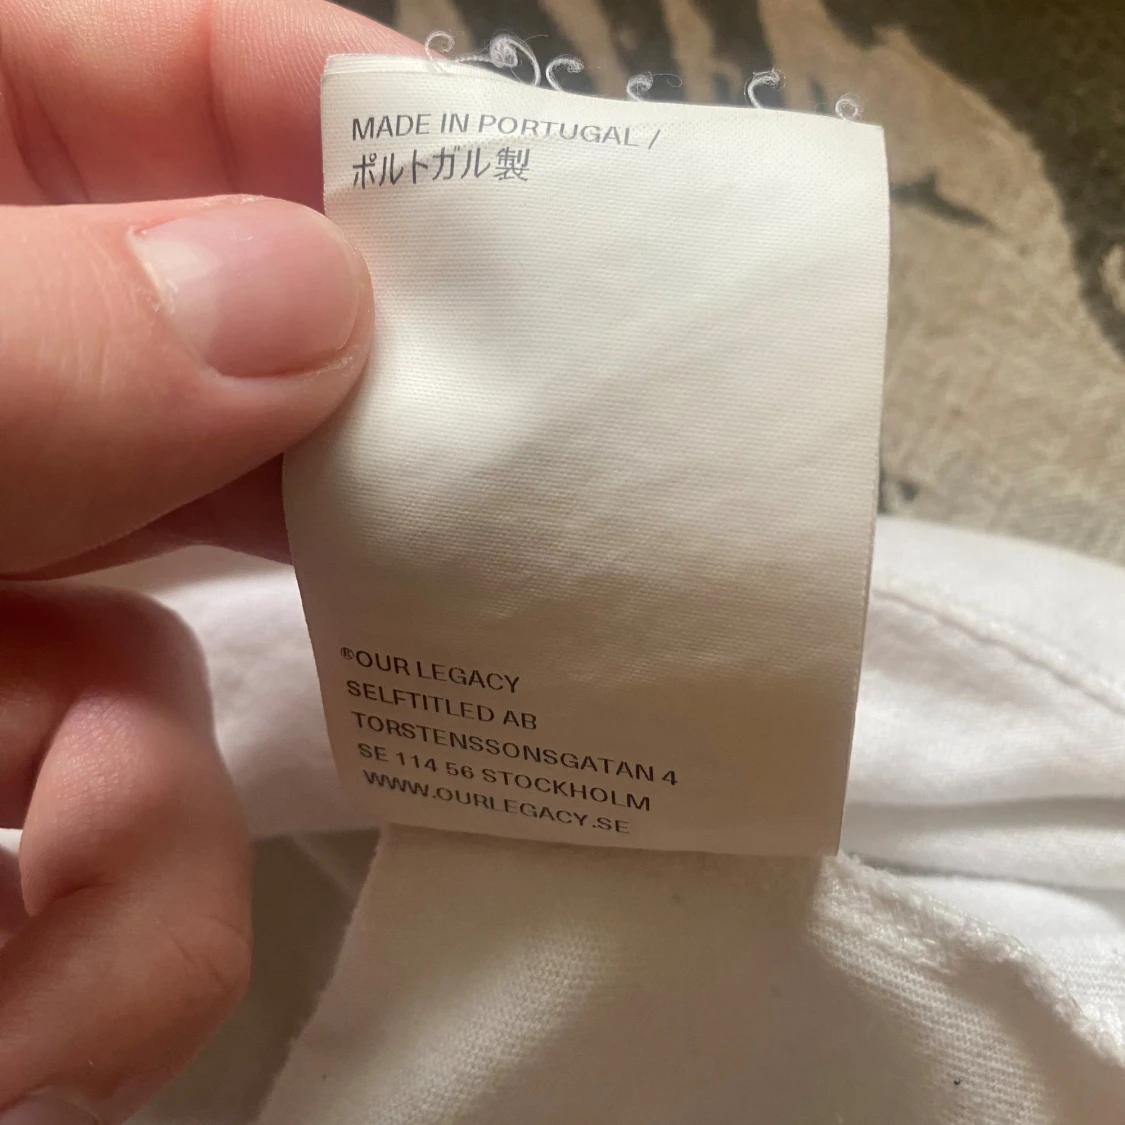 MADE IN PORTUGAL /
ポルトガル製
®OUR LEGACY
SELFTITLED AB
TORSTENSSONSGATAN 4
SE 114 56 STOCKHOLM
WWW.OURLEGACY.SE